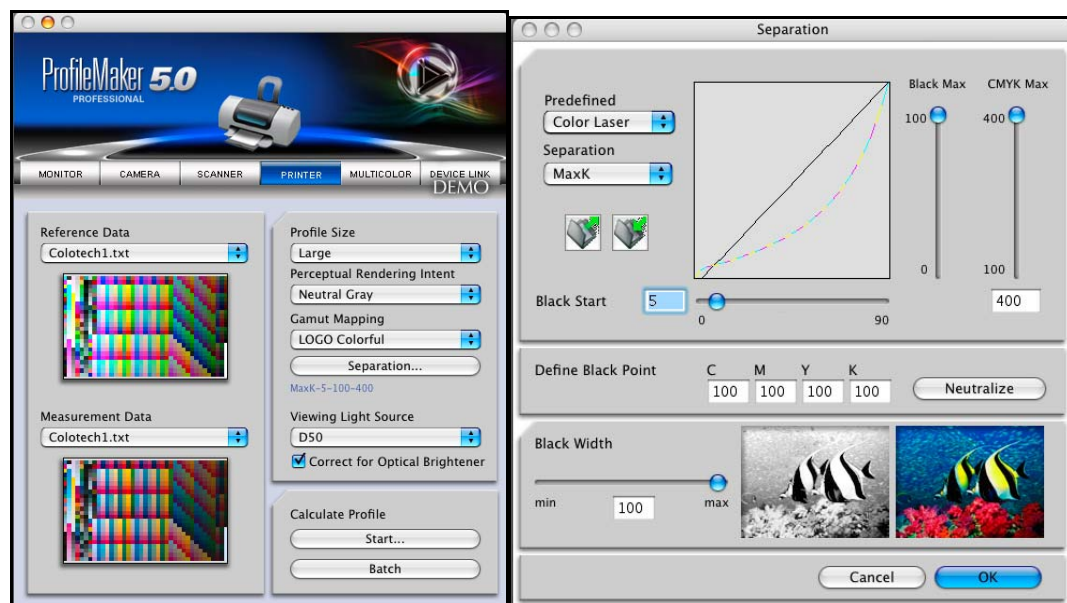 ProfileMaker 5.0
PROFESSIONAL
MONITOR
CAMERA
SCANNER
PRINTER
MULTICOLOR
DEVICE LINK
DEMO
Reference Data
Colotech1.txt
Measurement Data
Colotech1.txt
Profile Size
Large
Perceptual Rendering Intent
Neutral Gray
Gamut Mapping
LOGO Colorful
Separation...
MaxK-5-100-400
Viewing Light Source
D50
Correct for Optical Brightener
Calculate Profile
Start...
Batch
Separation
Predefined
Color Laser
Separation
MaxK
Black Max
CMYK Max
100
400
0
100
Black Start
5
0
90
400
Define Black Point
C M Y K
100 100 100 100
Neutralize
Black Width
min
100
max
Cancel
OK